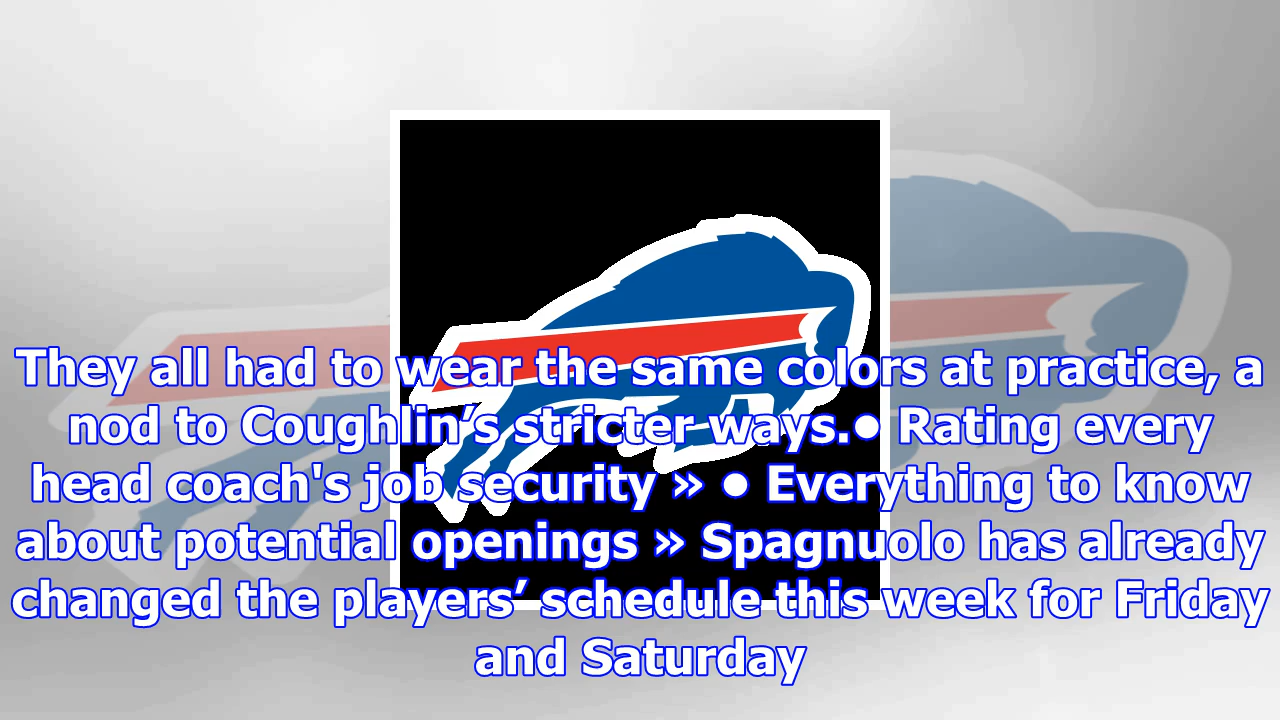 They all had to wear the same colors at practice, a
nod to Coughlin’s stricter ways.● Rating every
head coach's job security » ● Everything to know
about potential openings » Spagnuolo has already
changed the players’ schedule this week for Friday
and Saturday